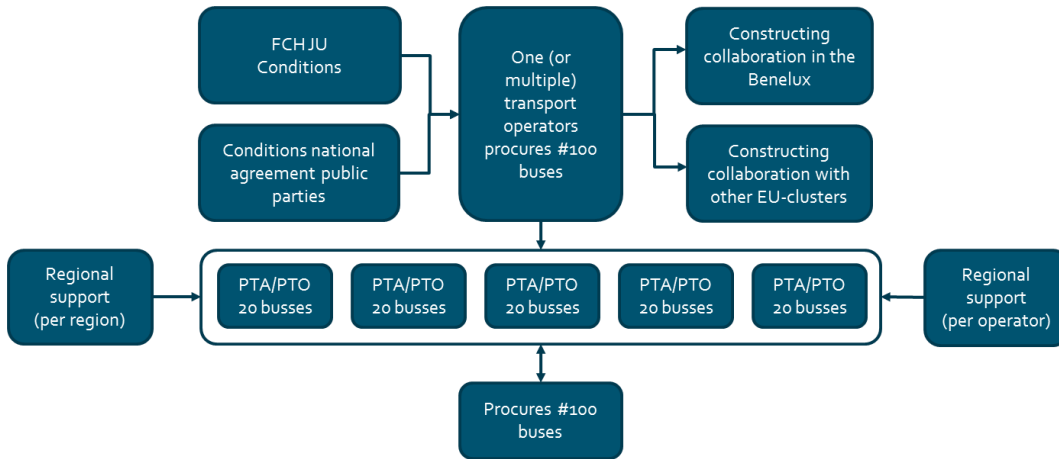 FCH JU
Conditions
Conditions national
agreement public
parties
One (or
multiple)
transport
operators
procures #100
buses
Constructing
collaboration in the
Benelux
Constructing
collaboration with
other EU-clusters
Regional
support
(per region)
PTA/PTO
20 busses
PTA/PTO
20 busses
PTA/PTO
20 busses
PTA/PTO
20 busses
PTA/PTO
20 busses
Regional
support
(per operator)
Procures #100
buses